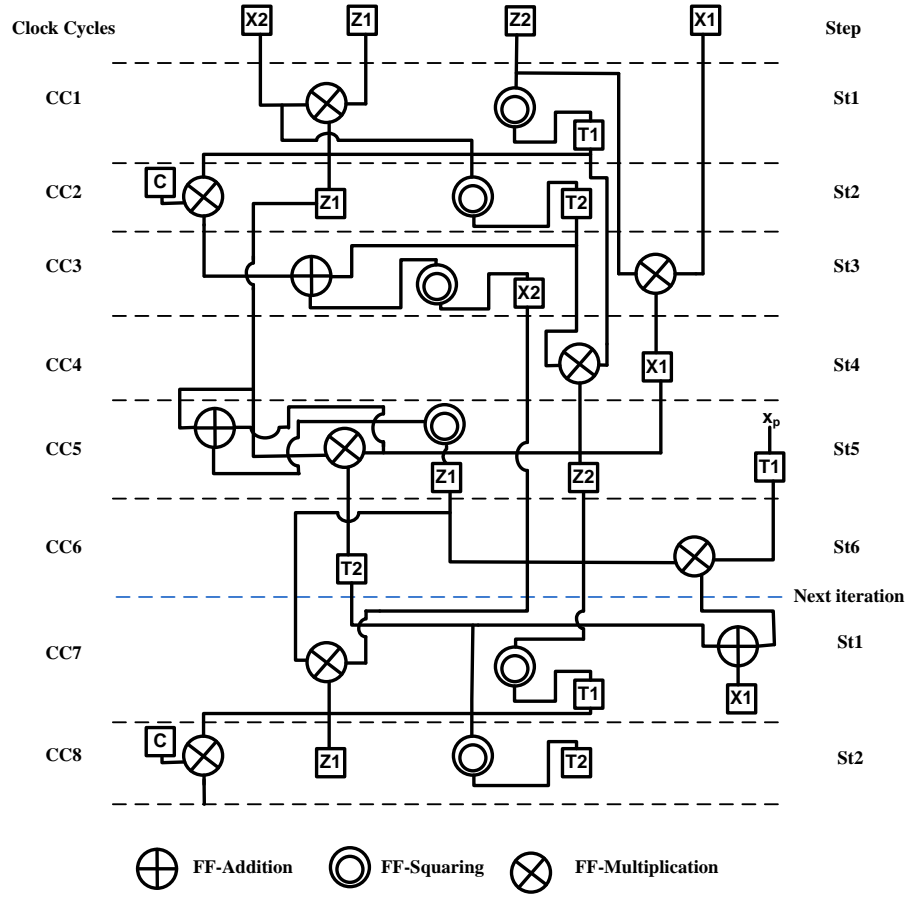 X2 Z1 Z2 X1
Clock Cycles Step
CC1 St1
T1
C
CC2 Z1 T2 St2
CC3 St3
X2
CC4 X1 St4
xp
CC5 Z1 Z2 T1 St5
CC6 St6
T2
Next iteration
CC7 St1
T1 X1
C
CC8 Z1 T2 St2
FF-Addition FF-Squaring FF-Multiplication